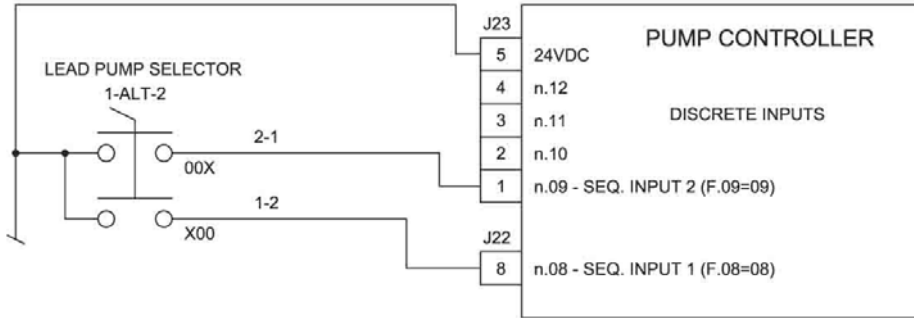 J23
PUMP CONTROLLER
5 24VDC
LEAD PUMP SELECTOR
1-ALT-2
4 n.12
3 n.11
DISCRETE INPUTS
2-1
2 n.10
00X
1 n.09 - SEQ. INPUT 2 (F.09=09)
1-2
X00
J22
8 n.08 - SEQ. INPUT 1 (F.08=08)